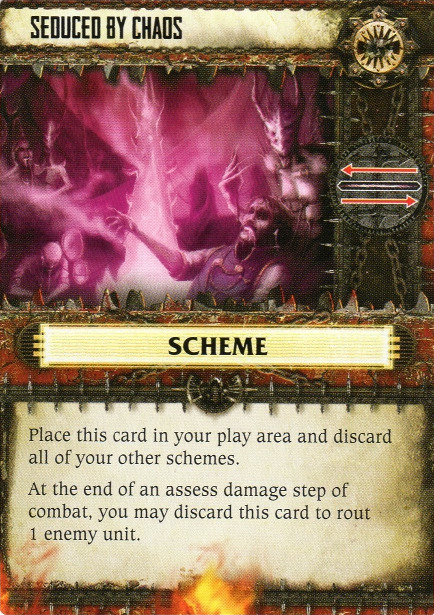 SEDUCED BY CHAOS
SCHEME
Place this card in your play area and discard
all of your other schemes.
At the end of an assess damage step of
combat, you may discard this card to rout
1 enemy unit.